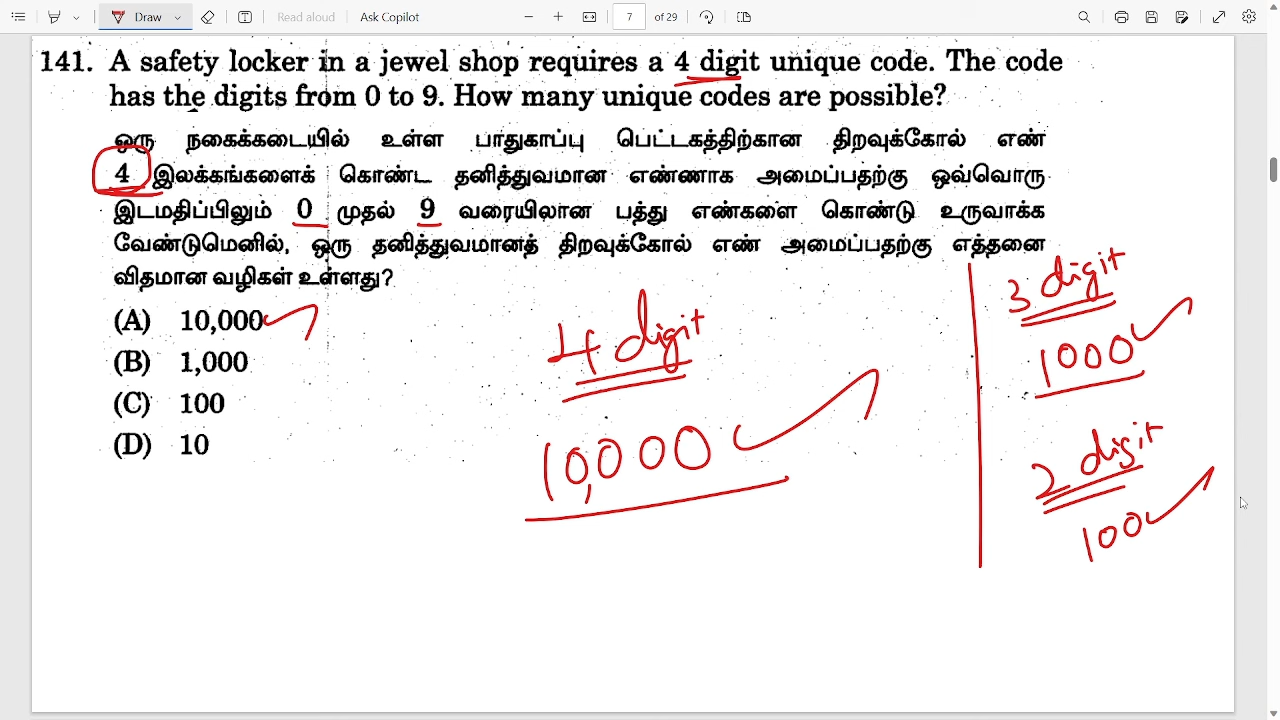 Draw
Read aloud
Ask Copilot
7 of 29
141. A safety locker in a jewel shop requires a 4 digit unique code. The code
has the digits from 0 to 9. How many unique codes are possible?
ஒரு நகைக்கடையில் உள்ள பாதுகாப்பு பெட்டகத்திற்கான திறவுக்கோல் எண்
4 இலக்கங்களைக் கொண்ட தனித்துவமான எண்ணாக அமைப்பதற்கு ஒவ்வொரு
இடமதிப்பிலும் 0 முதல் 9 வரையிலான பத்து எண்களை கொண்டு உருவாக்க
வேண்டுமெனில், ஒரு தனித்துவமானத் திறவுக்கோல் எண் அமைப்பதற்கு எத்தனை
விதமான வழிகள் உள்ளது?
(A) 10,000
(B) 1,000
(C) 100
(D) 10
4 digit
10,000
3 digit
1000
2 digit
100